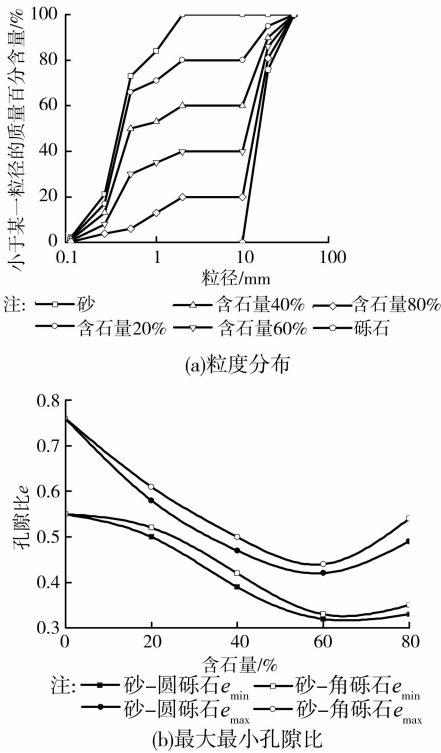 小于某一粒径的质量百分含量/%
100
80
60
40
20
0
0.1 1 10 100
粒径/mm
注: 砂 含石量40% 含石量80%
含石量20% 含石量60% 砾石
(a)粒度分布
孔隙比e
0.8
0.7
0.6
0.5
0.4
0.3
0 20 40 60 80
含石量/%
注: 砂-圆砾石emin 砂-角砾石emin
砂-圆砾石emax 砂-角砾石emax
(b)最大最小孔隙比